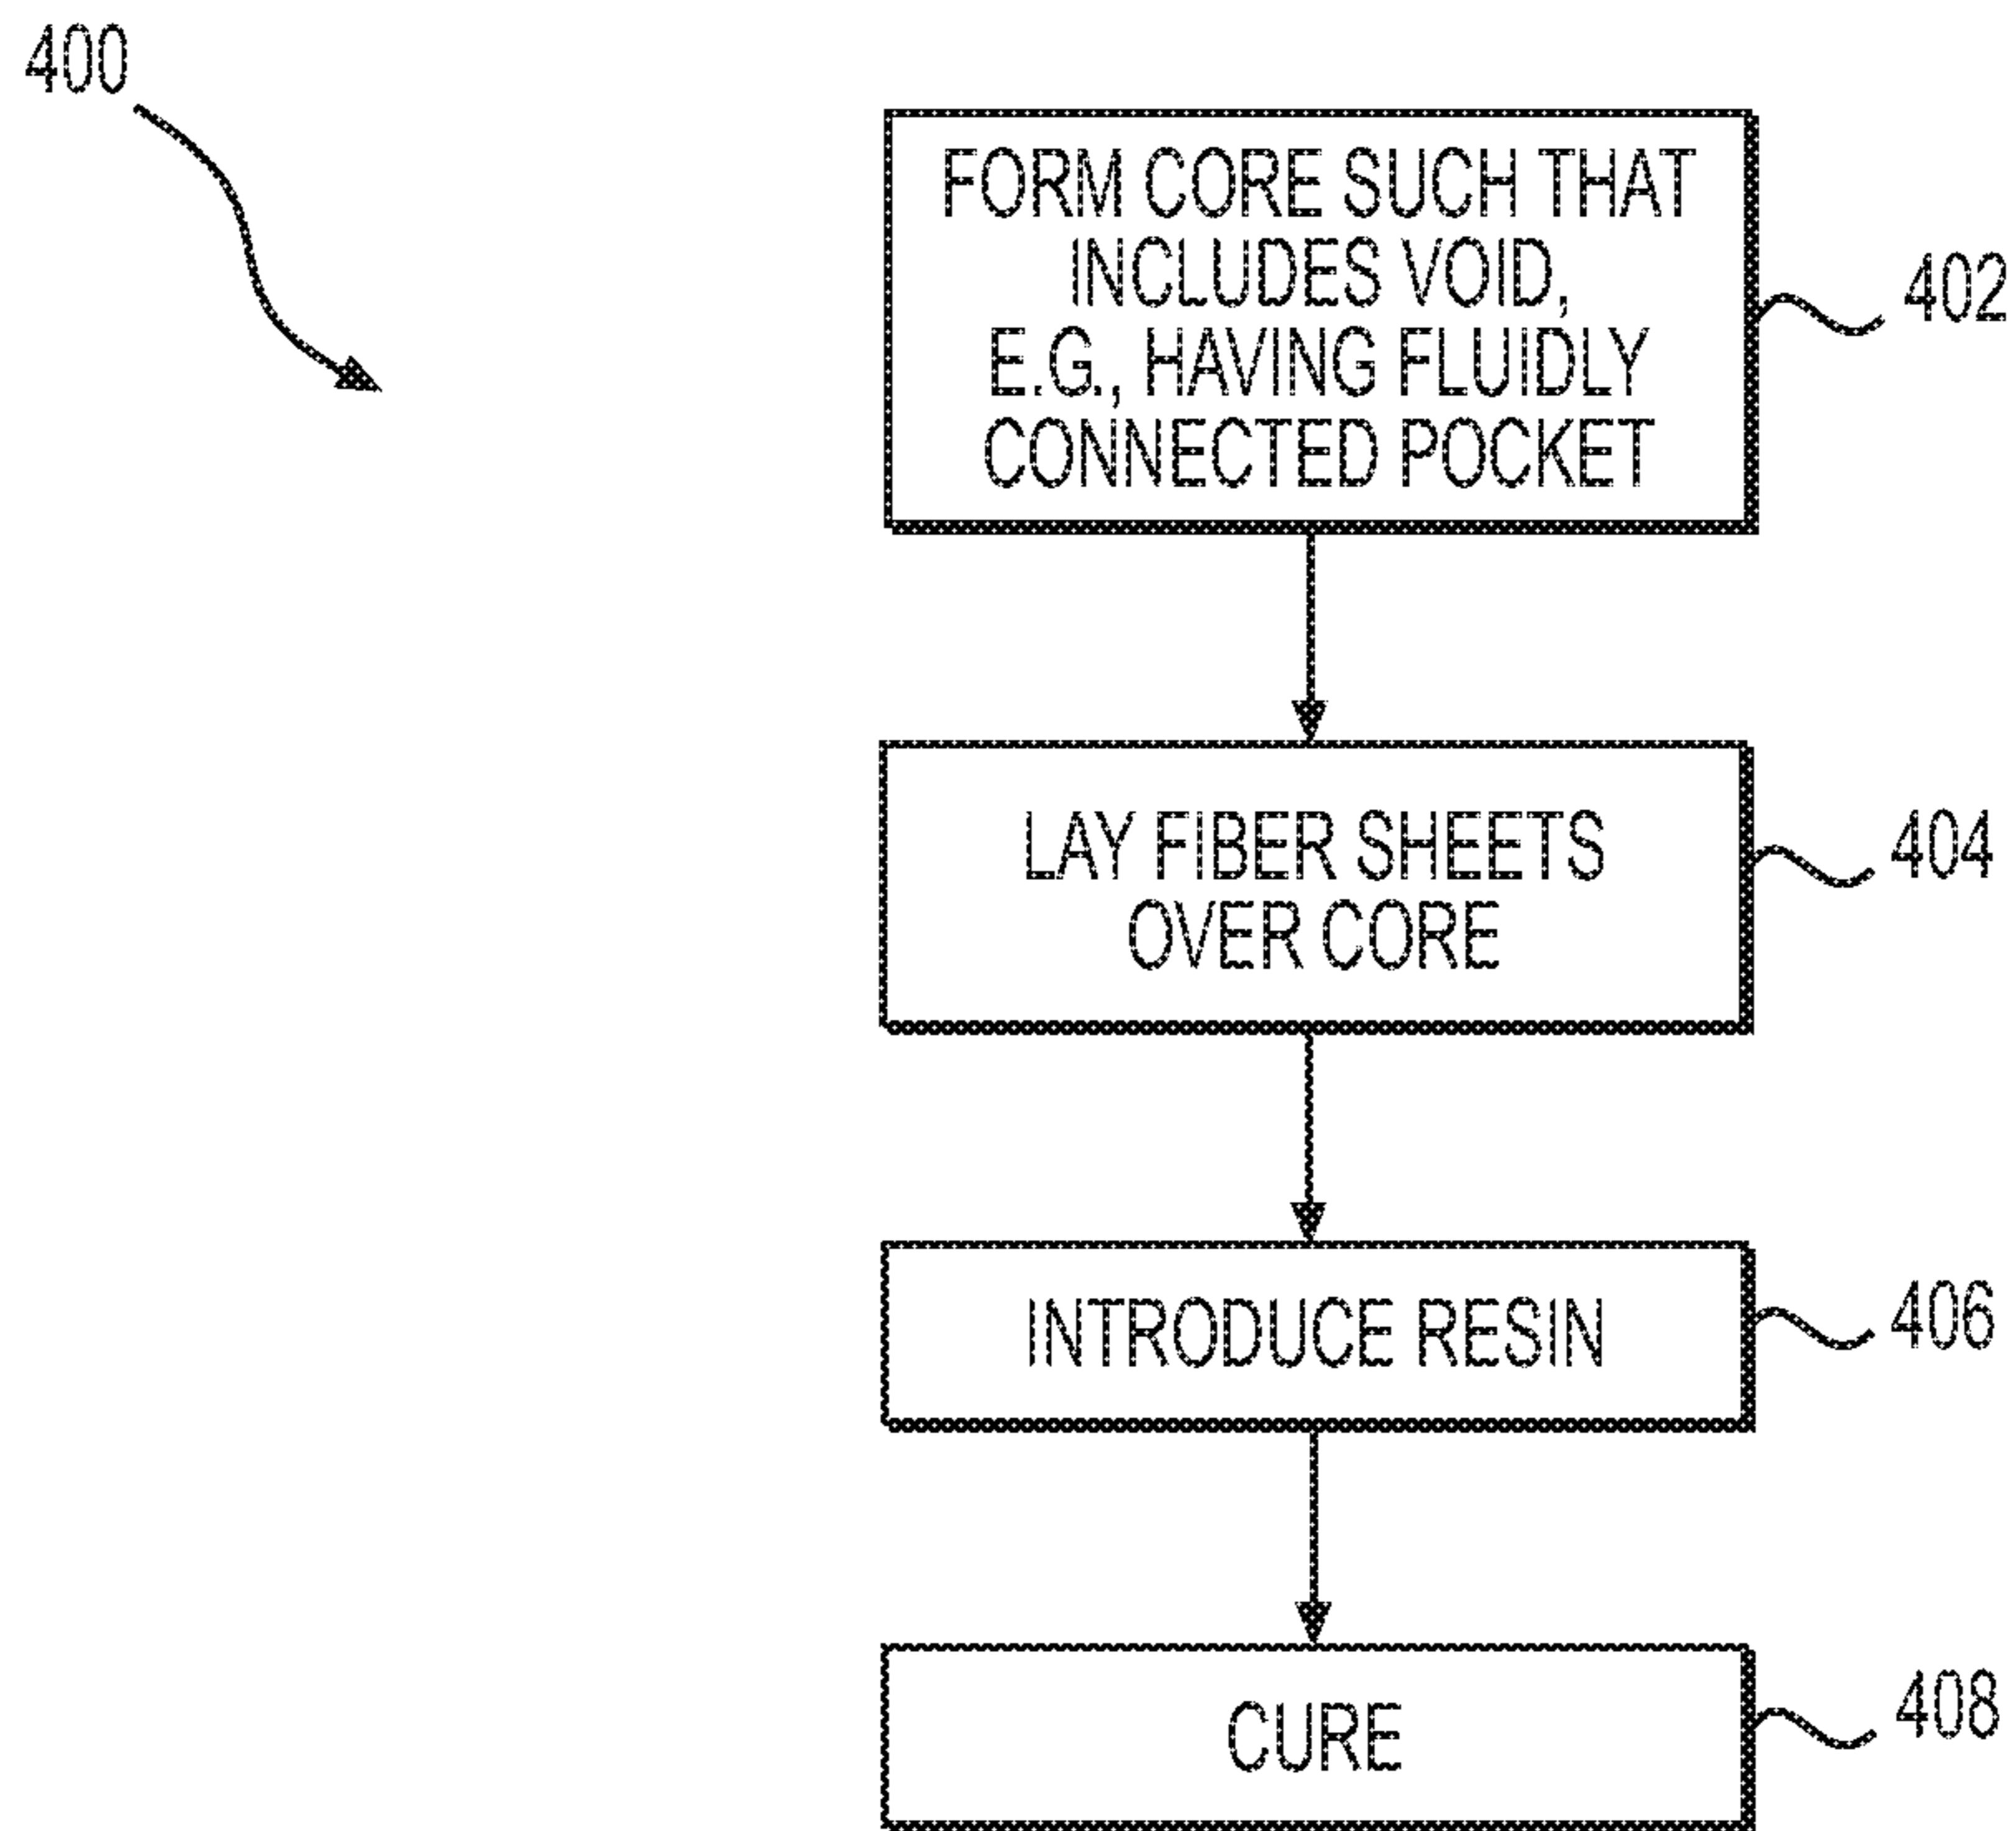 400
FORM CORE SUCH THAT
INCLUDES VOID,
E.G., HAVING FLUIDLY
CONNECTED POCKET
402
LAY FIBER SHEETS
OVER CORE
404
INTRODUCE RESIN
406
CURE
408